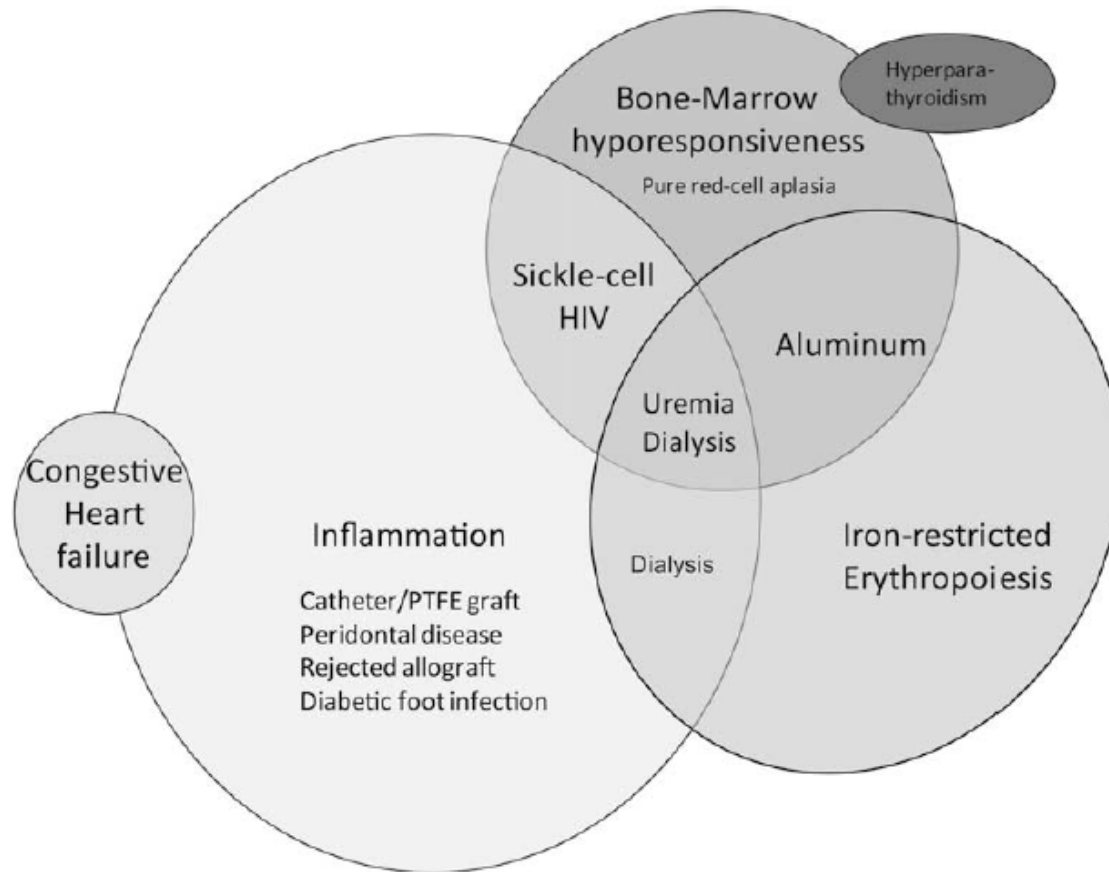 Hyperpara-
thyroidism
Bone-Marrow
hyporesponsiveness
Pure red-cell aplasia
Sickle-cell
HIV
Aluminum
Uremia
Dialysis
Congestive
Heart
failure
Inflammation
Catheter/PTFE graft
Peridontal disease
Rejected allograft
Diabetic foot infection
Dialysis
Iron-restricted
Erythropoiesis